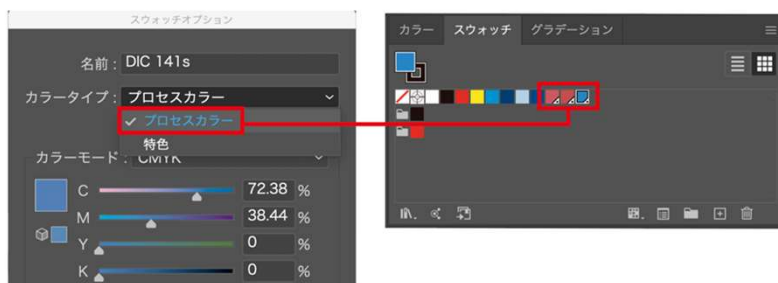 スウォッチオプション
名前 : DIC 141s
カラータイプ : プロセスカラー
✓ プロセスカラー
特色
カラーモード : CMYK
C 72.38 %
M 38.44 %
Y 0 %
K 0 %
カラー スウォッチ グラデーション